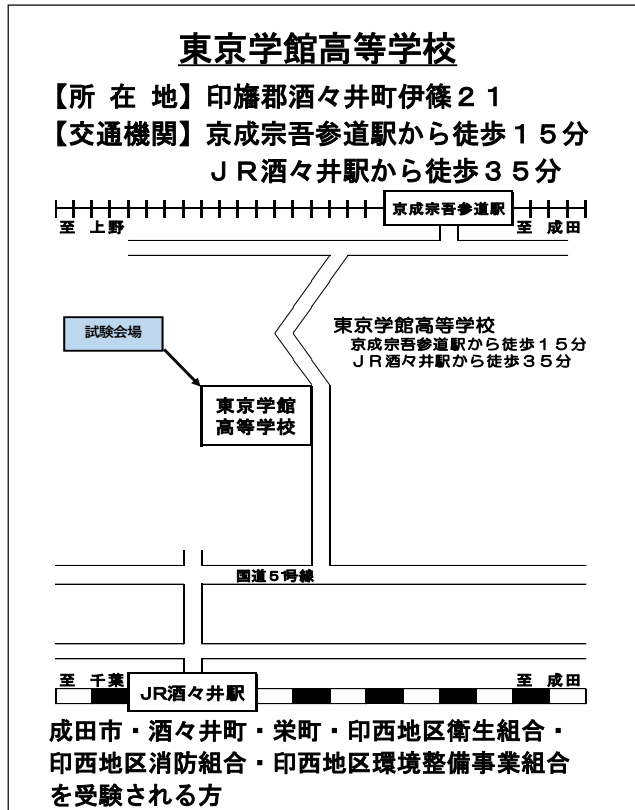 東京学館高等学校
【所 在 地】印旛郡酒々井町伊篠２１
【交通機関】京成宗吾参道駅から徒歩１５分
ＪＲ酒々井駅から徒歩３５分
京成宗吾参道駅
至 上野
至 成田
試験会場
東京学館高等学校
京成宗吾参道駅から徒歩１５分
ＪＲ酒々井駅から徒歩３５分
東京学館
高等学校
国道５１号線
至 千葉
JR酒々井駅
至 成田
成田市・酒々井町・栄町・印西地区衛生組合・
印西地区消防組合・印西地区環境整備事業組合
を受験される方